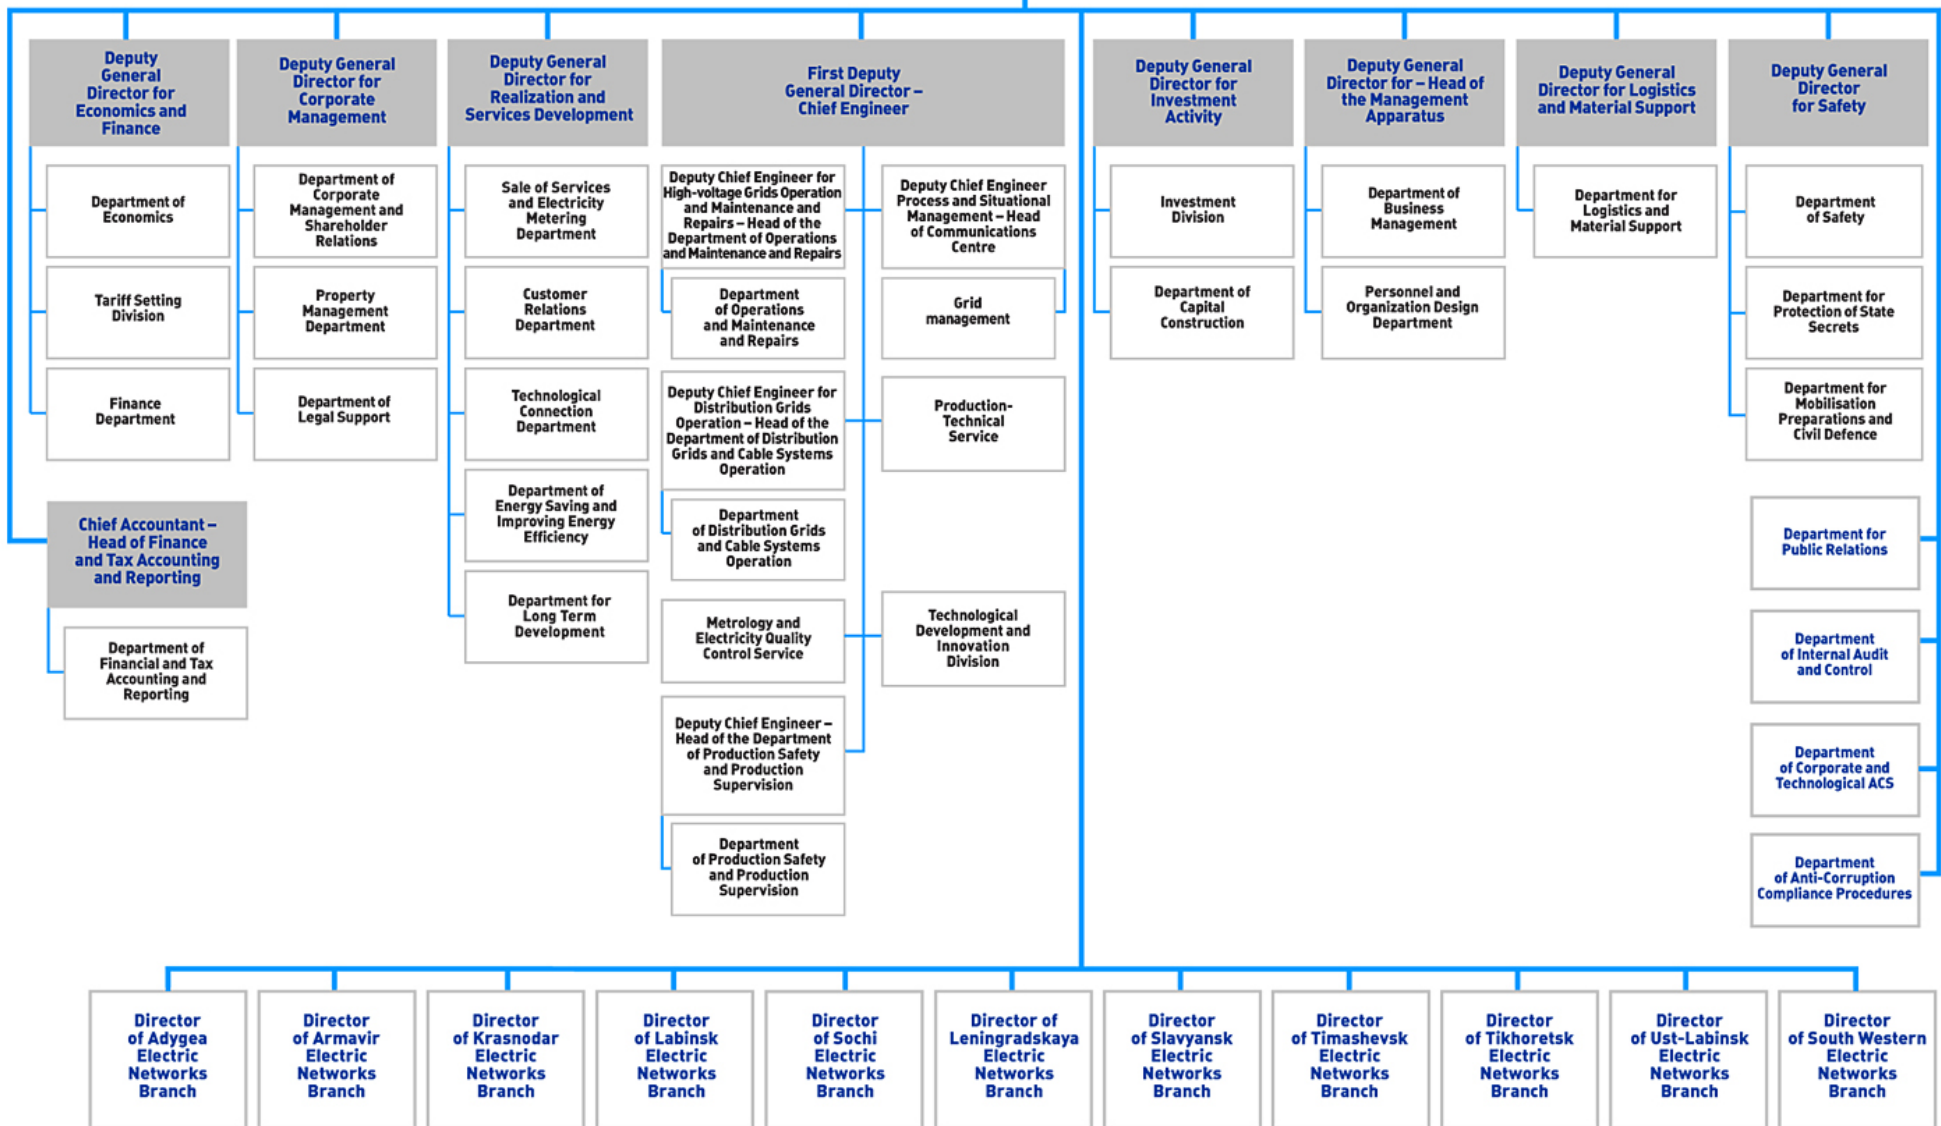 Deputy
General
Director for
Economics and
Finance
Deputy General
Director for
Corporate
Management
Deputy General
Director for
Realization and
Services Development
First Deputy
General Director –
Chief Engineer
Deputy General
Director for
Investment
Activity
Deputy General
Director for – Head of
the Management
Apparatus
Deputy General
Director for Logistics
and Material Support
Deputy General
Director
for Safety
Department of
Economics
Tariff Setting
Division
Finance
Department
Chief Accountant –
Head of Finance
and Tax Accounting
and Reporting
Department of
Financial and Tax
Accounting and
Reporting
Department of
Corporate
Management and
Shareholder
Relations
Property
Management
Department
Department of
Legal Support
Sale of Services
and Electricity
Metering
Department
Customer
Relations
Department
Technological
Connection
Department
Department of
Energy Saving and
Improving Energy
Efficiency
Department for
Long Term
Development
Deputy Chief Engineer for
High-voltage Grids Operation
and Maintenance and
Repairs – Head of the
Department of Operations
and Maintenance and Repairs
Department
of Operations
and Maintenance
and Repairs
Deputy Chief Engineer for
Distribution Grids
Operation – Head of the
Department of Distribution
Grids and Cable Systems
Operation
Department
of Distribution Grids
and Cable Systems
Operation
Metrology and
Electricity Quality
Control Service
Deputy Chief Engineer –
Head of the Department
of Production Safety
and Production
Supervision
Department
of Production Safety
and Production
Supervision
Deputy Chief Engineer
Process and Situational
Management – Head
of Communications
Centre
Grid
management
Production-
Technical
Service
Technological
Development and
Innovation
Division
Investment
Division
Department of
Capital
Construction
Department of
Business
Management
Personnel and
Organization Design
Department
Department for
Logistics and
Material Support
Department
of Safety
Department for
Protection of State
Secrets
Department for
Mobilisation
Preparations and
Civil Defence
Department for
Public Relations
Department
of Internal Audit
and Control
Department
of Corporate and
Technological ACS
Department
of Anti-Corruption
Compliance Procedures
Director
of Adygea
Electric
Networks
Branch
Director
of Armavir
Electric
Networks
Branch
Director
of Krasnodar
Electric
Networks
Branch
Director
of Labinsk
Electric
Networks
Branch
Director
of Sochi
Electric
Networks
Branch
Director of
Leningradskaya
Electric
Networks
Branch
Director
of Slavyansk
Electric
Networks
Branch
Director
of Timashevsk
Electric
Networks
Branch
Director
of Tikhoretsk
Electric
Networks
Branch
Director
of Ust-Labinsk
Electric
Networks
Branch
Director
of South Western
Electric
Networks
Branch